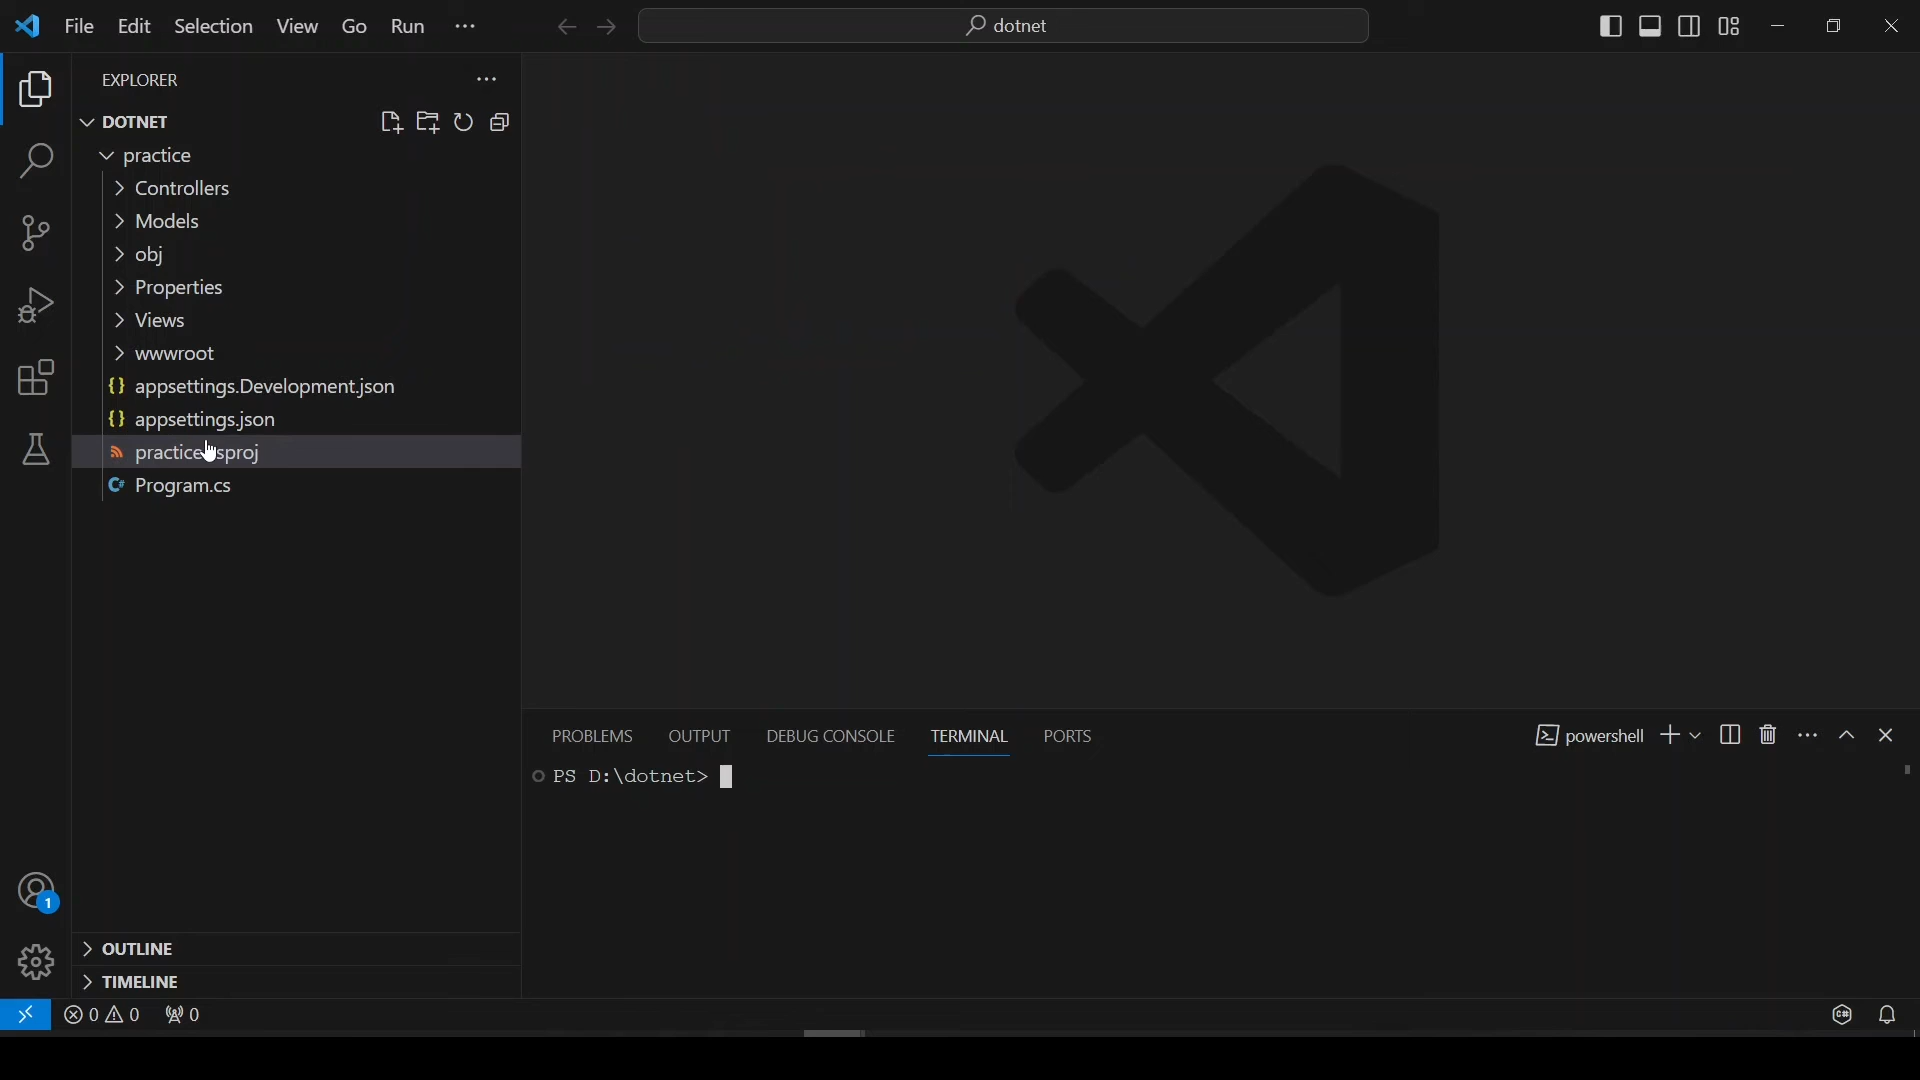 File Edit Selection View Go Run ··· dotnet
EXPLORER
DOTNET
practice
Controllers
Models
obj
Properties
Views
wwwroot
{} appsettings.Development.json
{} appsettings.json
practice sproj
C# Program.cs
PROBLEMS OUTPUT DEBUG CONSOLE TERMINAL PORTS powershell
PS D:\dotnet>
1
OUTLINE
TIMELINE
0 0 0